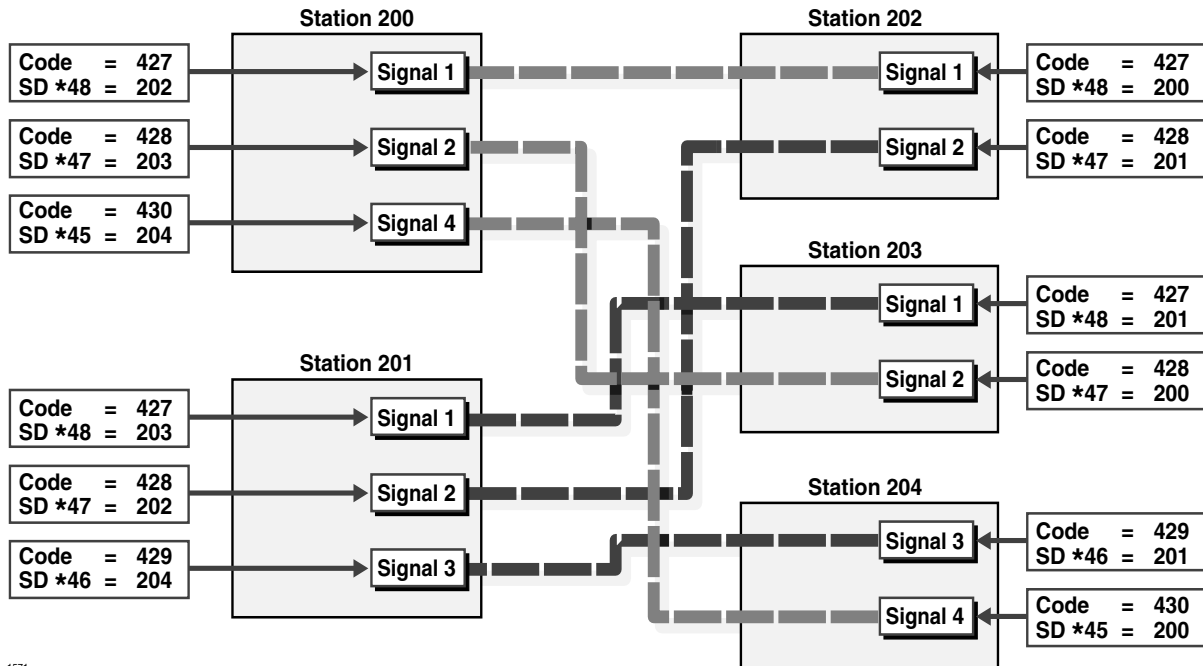 Station 200
Code = 427
SD *48 = 202
Signal 1
Code = 428
SD *47 = 203
Signal 2
Code = 430
SD *45 = 204
Signal 4
Station 202
Signal 1
Code = 427
SD *48 = 200
Signal 2
Code = 428
SD *47 = 201
Station 203
Signal 1
Code = 427
SD *48 = 201
Signal 2
Code = 428
SD *47 = 200
Station 201
Code = 427
SD *48 = 203
Signal 1
Code = 428
SD *47 = 202
Signal 2
Code = 429
SD *46 = 204
Signal 3
Station 204
Signal 3
Code = 429
SD *46 = 201
Signal 4
Code = 430
SD *45 = 200